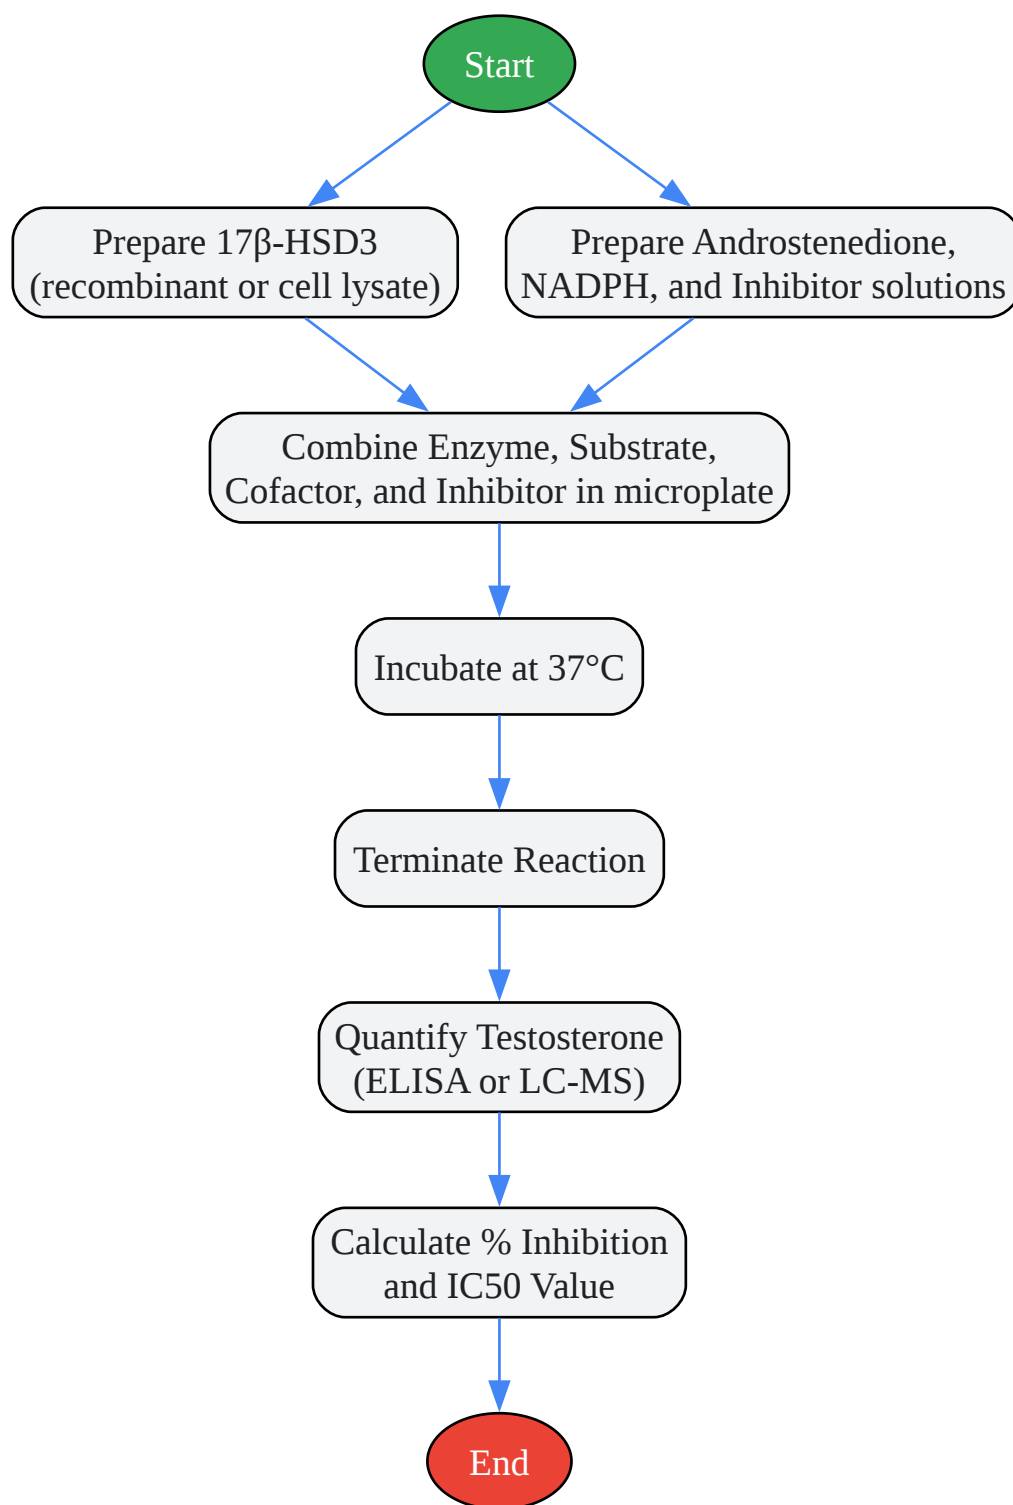 Start
Prepare 17β-HSD3
(recombinant or cell lysate)
Prepare Androstenedione,
NADPH, and Inhibitor solutions
Combine Enzyme, Substrate,
Cofactor, and Inhibitor in microplate
Incubate at 37°C
Terminate Reaction
Quantify Testosterone
(ELISA or LC-MS)
Calculate % Inhibition
and IC50 Value
End